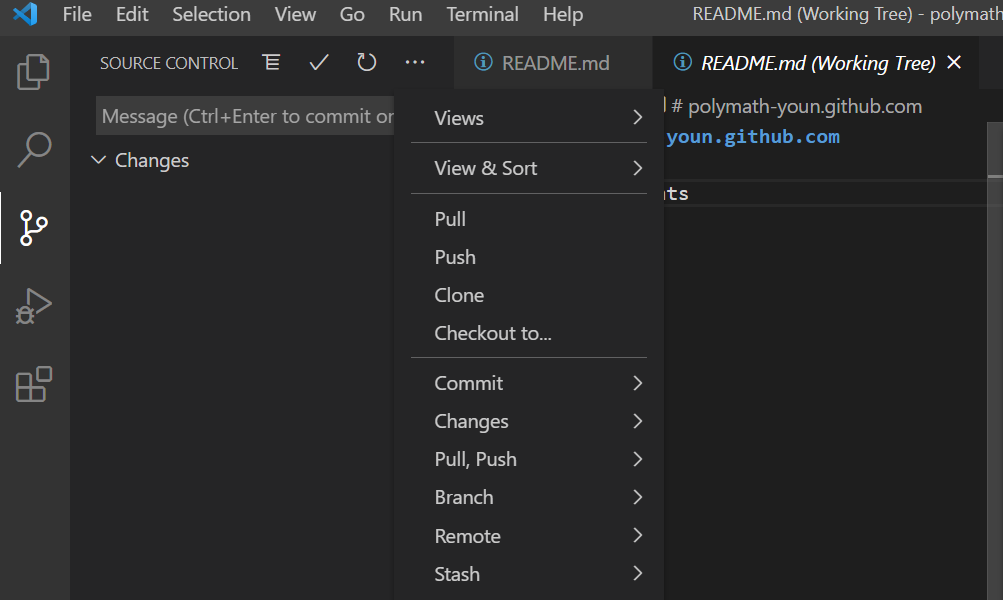 File Edit Selection View Go Run Terminal Help README.md (Working Tree) - polymath
SOURCE CONTROL README.md README.md (Working Tree)
Message (Ctrl+Enter to commit or
# polymath-youn.github.com
youn.github.com
Changes
nts
Views
View & Sort
Pull
Push
Clone
Checkout to...
Commit
Changes
Pull, Push
Branch
Remote
Stash